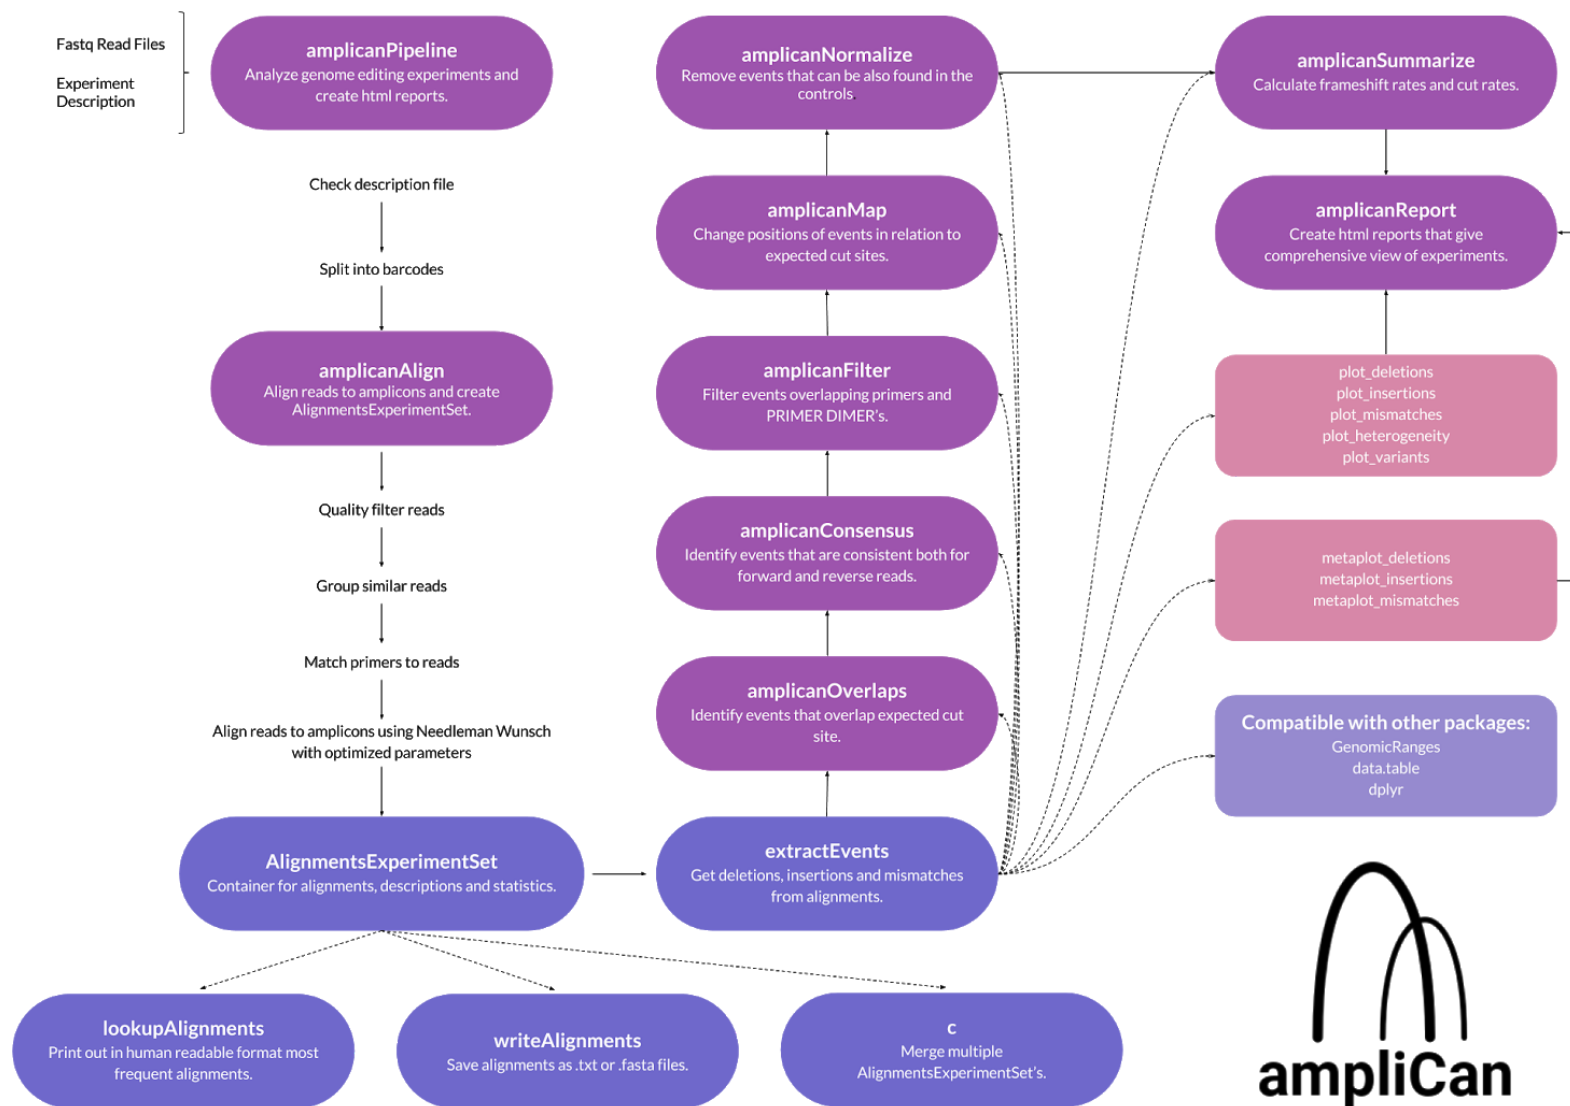 Fastq Read Files
Experiment
Description
amplicanPipeline
Analyze genome editing experiments and
create html reports.
Check description file
Split into barcodes
amplicanAlign
Align reads to amplicons and create
AlignmentsExperimentSet.
Quality filter reads
Group similar reads
Match primers to reads
Align reads to amplicons using Needleman Wunsch
with optimized parameters
AlignmentsExperimentSet
Container for alignments, descriptions and statistics.
lookupAlignments
Print out in human readable format most
frequent alignments.
writeAlignments
Save alignments as .txt or .fasta files.
c
Merge multiple
AlignmentsExperimentSet's.
amplicanNormalize
Remove events that can be also found in the
controls.
amplicanMap
Change positions of events in relation to
expected cut sites.
amplicanFilter
Filter events overlapping primers and
PRIMER DIMER's.
amplicanConsensus
Identify events that are consistent both for
forward and reverse reads.
amplicanOverlaps
Identify events that overlap expected cut
site.
extractEvents
Get deletions, insertions and mismatches
from alignments.
amplicanSummarize
Calculate frameshift rates and cut rates.
amplicanReport
Create html reports that give
comprehensive view of experiments.
plot_deletions
plot_insertions
plot_mismatches
plot_heterogeneity
plot_variants
metaplot_deletions
metaplot_insertions
metaplot_mismatches
Compatible with other packages:
GenomicRanges
data.table
dplyr
ampliCan